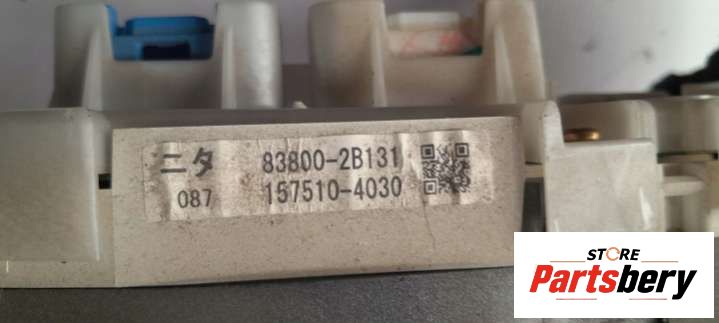 ニタ 83800-2B131
087 157510-4030
STORE
Partsbery